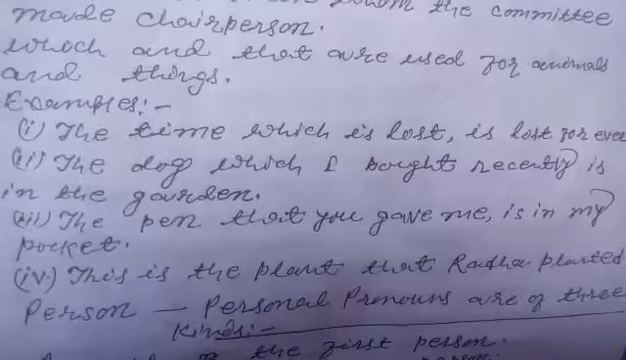 whom the committee
made chairperson.
which and that are used for animals
and things.
Examples:-
(i) The time which is lost, is lost for ever
(ii) The dog which I bought recently is
in the garden.
(iii) The pen that you gave me, is in my
pocket.
(iv) This is the plant that Radha planted
Person — Personal Pronouns are of three
Kinds:-
the first person.